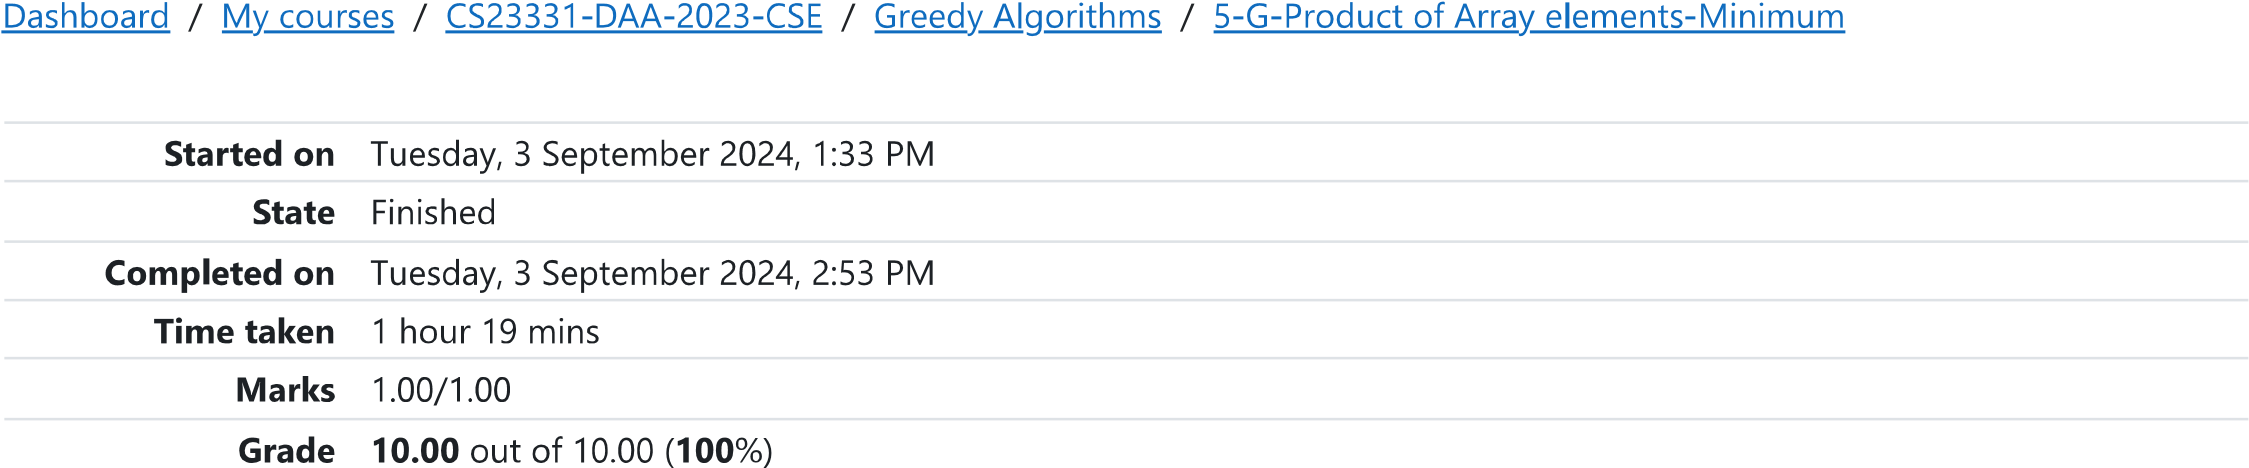 Dashboard / My courses / CS23331-DAA-2023-CSE / Greedy Algorithms / 5-G-Product of Array elements-Minimum
Started on Tuesday, 3 September 2024, 1:33 PM
State Finished
Completed on Tuesday, 3 September 2024, 2:53 PM
Time taken 1 hour 19 mins
Marks 1.00/1.00
Grade 10.00 out of 10.00 (100%)